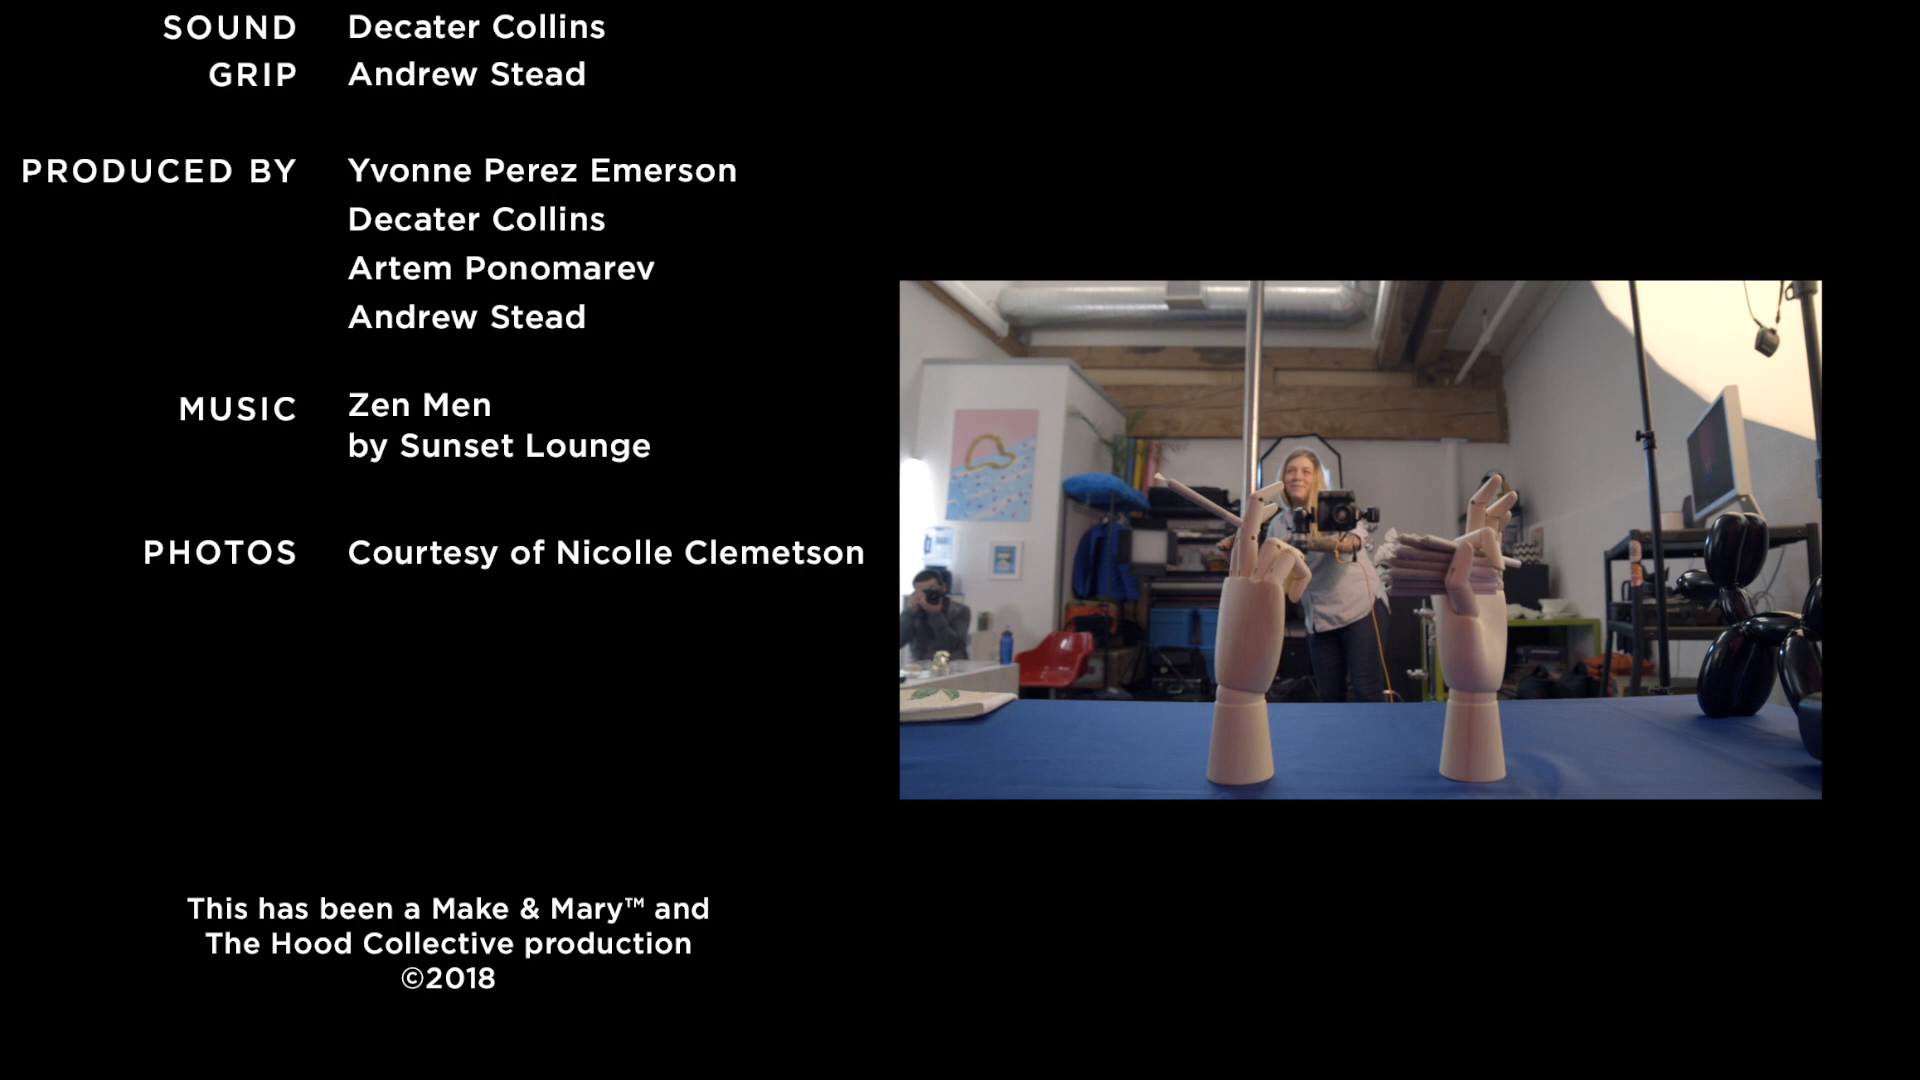 SOUND Decater Collins
GRIP Andrew Stead
PRODUCED BY Yvonne Perez Emerson
Decater Collins
Artem Ponomarev
Andrew Stead
MUSIC Zen Men
by Sunset Lounge
PHOTOS Courtesy of Nicolle Clemetson
This has been a Make & Mary™ and
The Hood Collective production
©2018